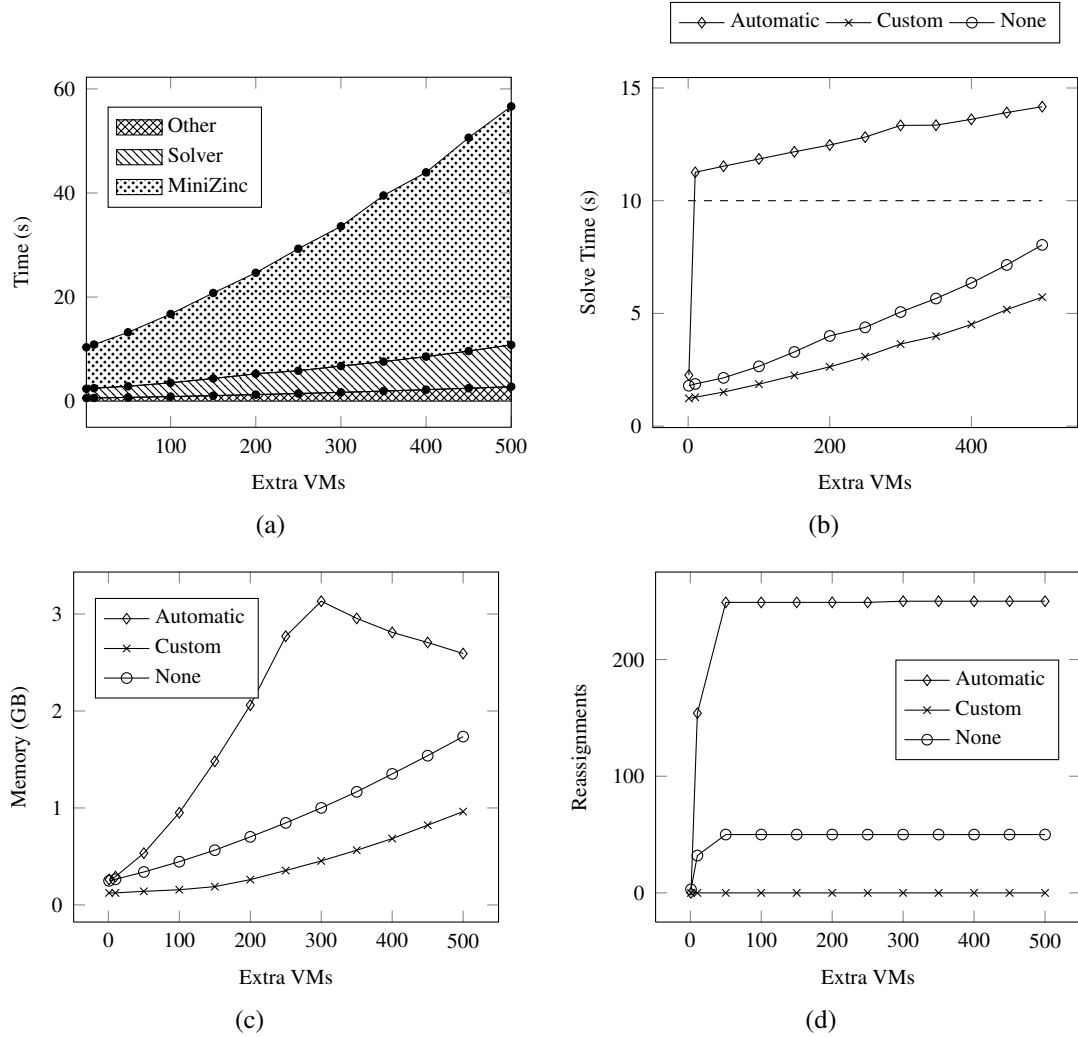 Automatic Custom None
60
40
20
0
Time (s)
Other
Solver
MiniZinc
100 200 300 400 500
Extra VMs
(a)
15
10
5
0
Solve Time (s)
0 200 400
Extra VMs
(b)
3
2
1
0
Memory (GB)
Automatic
Custom
None
0 100 200 300 400 500
Extra VMs
(c)
200
100
0
Reassignments
Automatic
Custom
None
0 100 200 300 400 500
Extra VMs
(d)